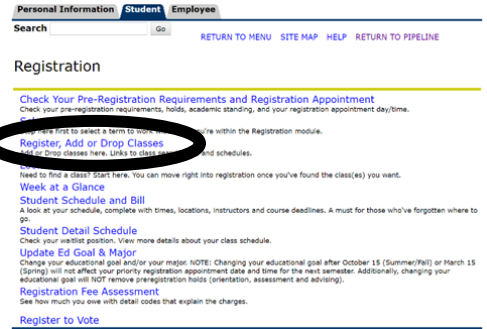 Personal Information Student Employee
Search Go
RETURN TO MENU SITE MAP HELP RETURN TO PIPELINE
Registration
Check Your Pre-Registration Requirements and Registration Appointment
Check your pre-registration requirements, holds, academic standing, and your registration appointment day/time.
here first to select a term to work within the Registration module.
Register, Add or Drop Classes
Add or Drop classes here. Links to class and schedules.
Need to find a class? Start here. You can move right into registration once you've found the class(es) you want.
Week at a Glance
Student Schedule and Bill
A look at your schedule, complete with times, locations, instructors and course deadlines. A must for those who've forgotten where to
go.
Student Detail Schedule
Check your waitlist position. View more details about your class schedule.
Update Ed Goal & Major
Change your educational goal and/or your major. NOTE: Changing your educational goal after October 15 (Summer/Fall) or March 15
(Spring) will not affect your priority registration appointment date and time for the next semester. Additionally, changing your
educational goal will NOT remove preregistration holds (orientation, assessment and advising).
Registration Fee Assessment
See how much you owe with detail codes that explain the charges.
Register to Vote